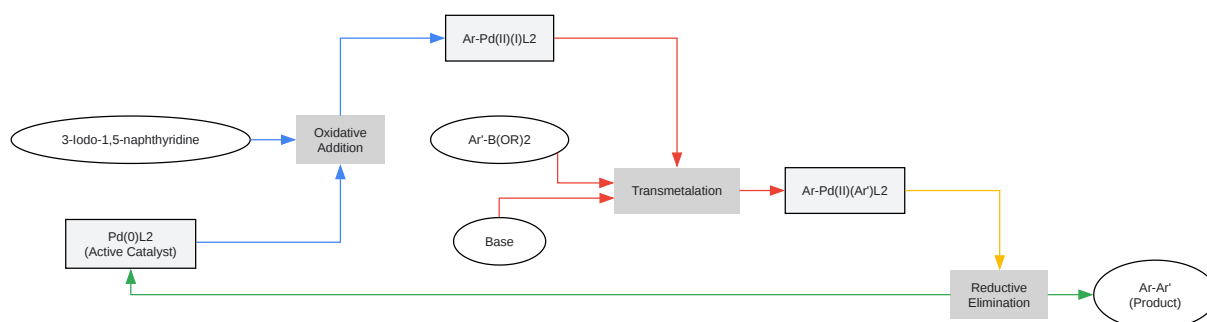 Ar-Pd(II)(I)L2
3-Iodo-1,5-naphthyridine
Oxidative
Addition
Ar'-B(OR)2
Transmetalation
Ar-Pd(II)(Ar')L2
Pd(0)L2
(Active Catalyst)
Base
Reductive
Elimination
Ar-Ar'
(Product)